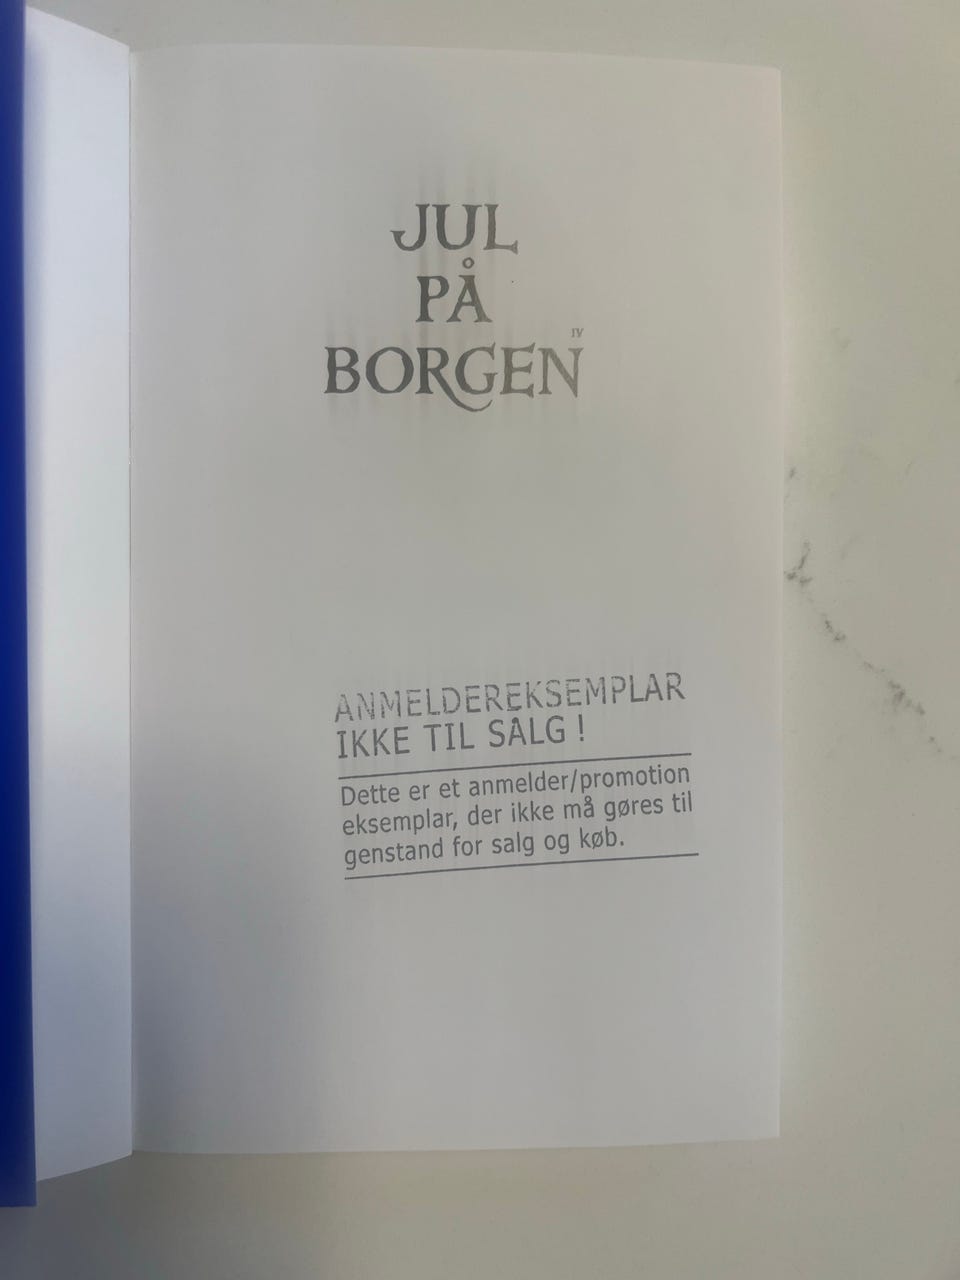 JUL
PÅ
IV
BORGEN
ANMELDEREKSEMPLAR
IKKE TIL SALG !
Dette er et anmelder/promotion
eksemplar, der ikke må gøres til
genstand for salg og køb.